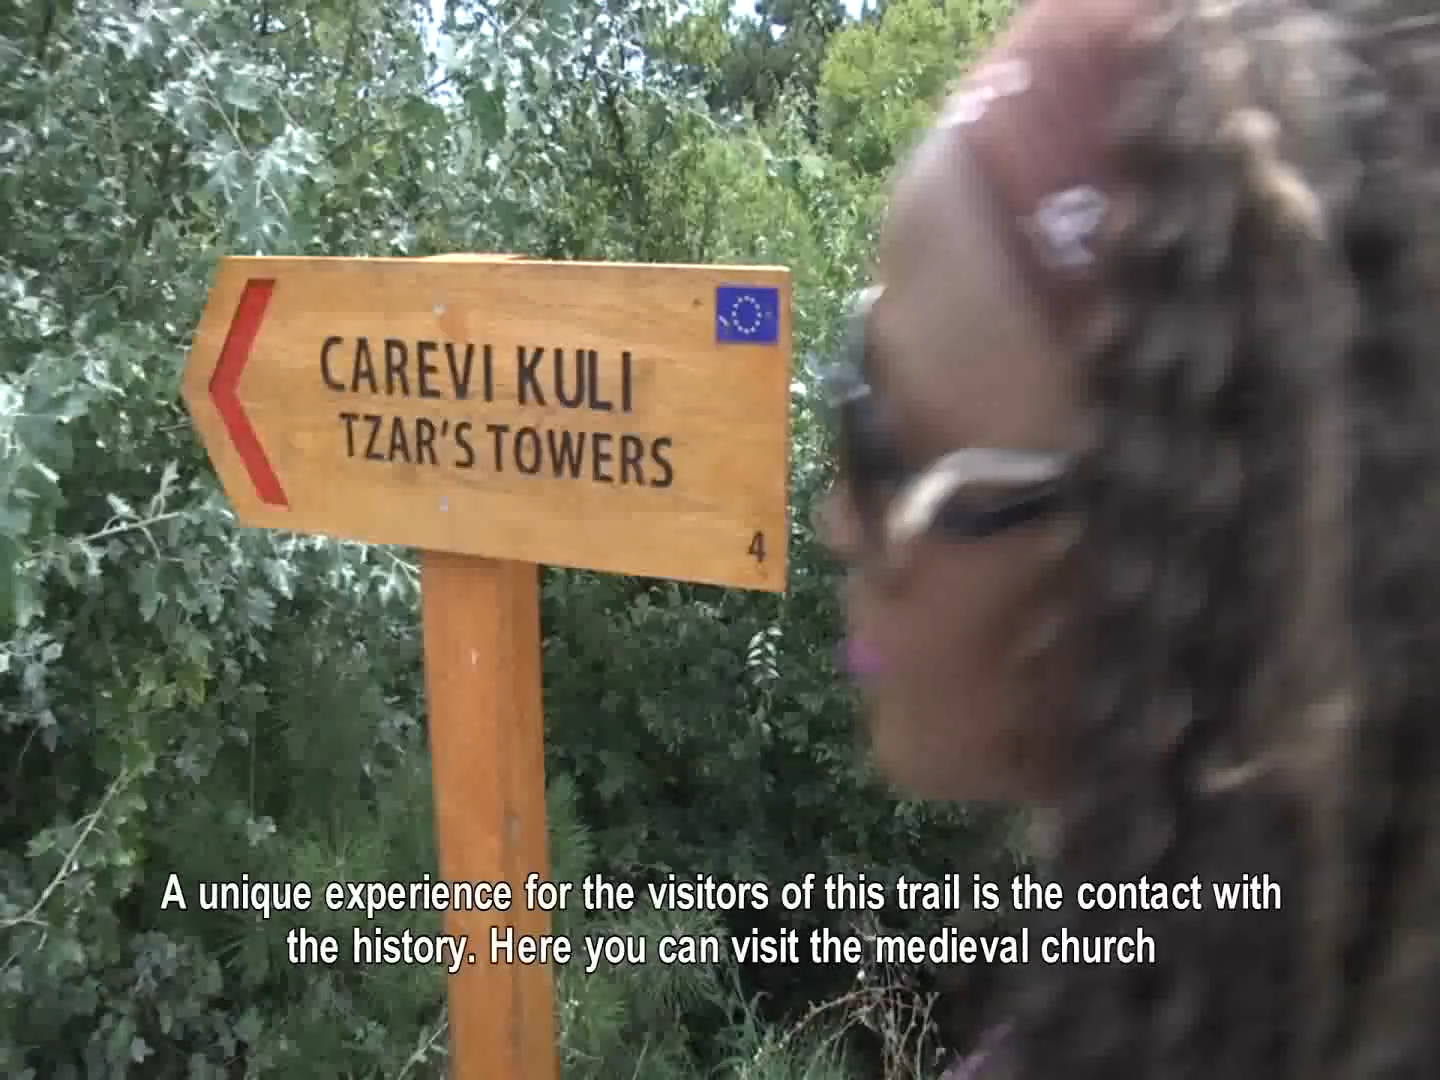 CAREVI KULI
TZAR'S TOWERS
4
A unique experience for the visitors of this trail is the contact with
the history. Here you can visit the medieval church